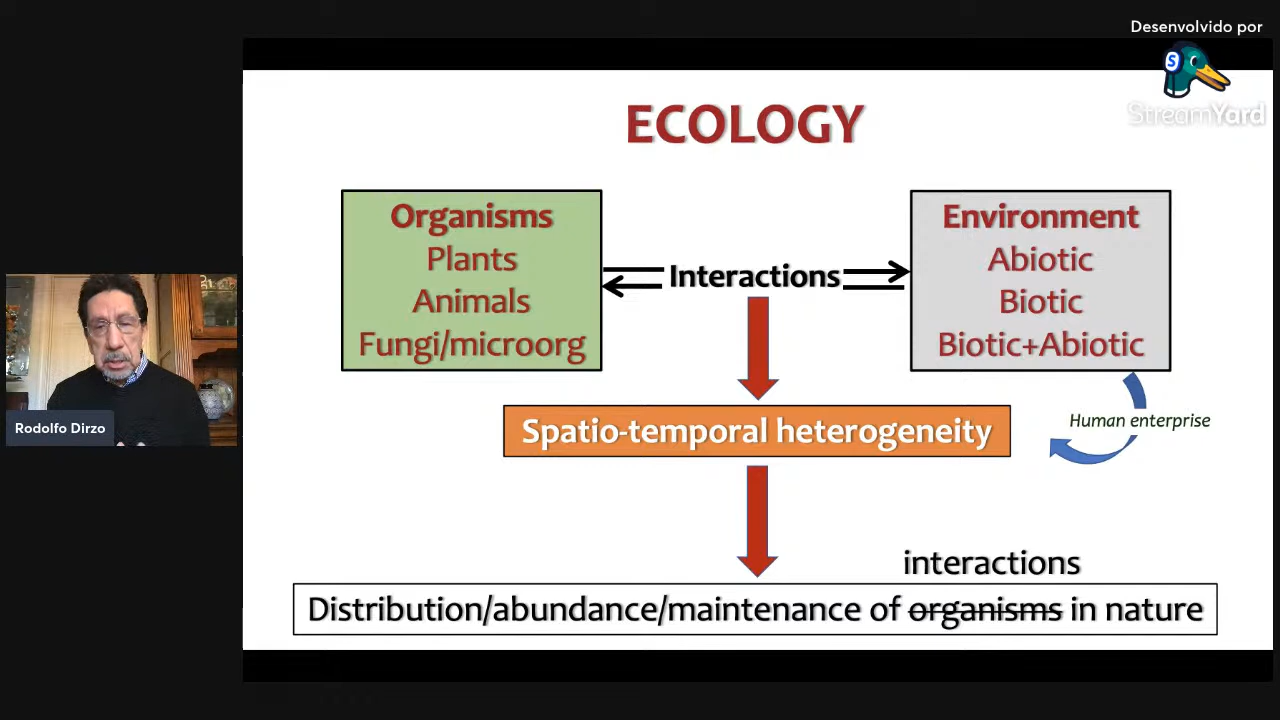 Desenvolvido por
S
StreamYard
ECOLOGY
Organisms
Plants
Animals
Fungi/microorg
Interactions
Environment
Abiotic
Biotic
Biotic+Abiotic
Human enterprise
Spatio-temporal heterogeneity
Rodolfo Dirzo
interactions
Distribution/abundance/maintenance of organisms in nature